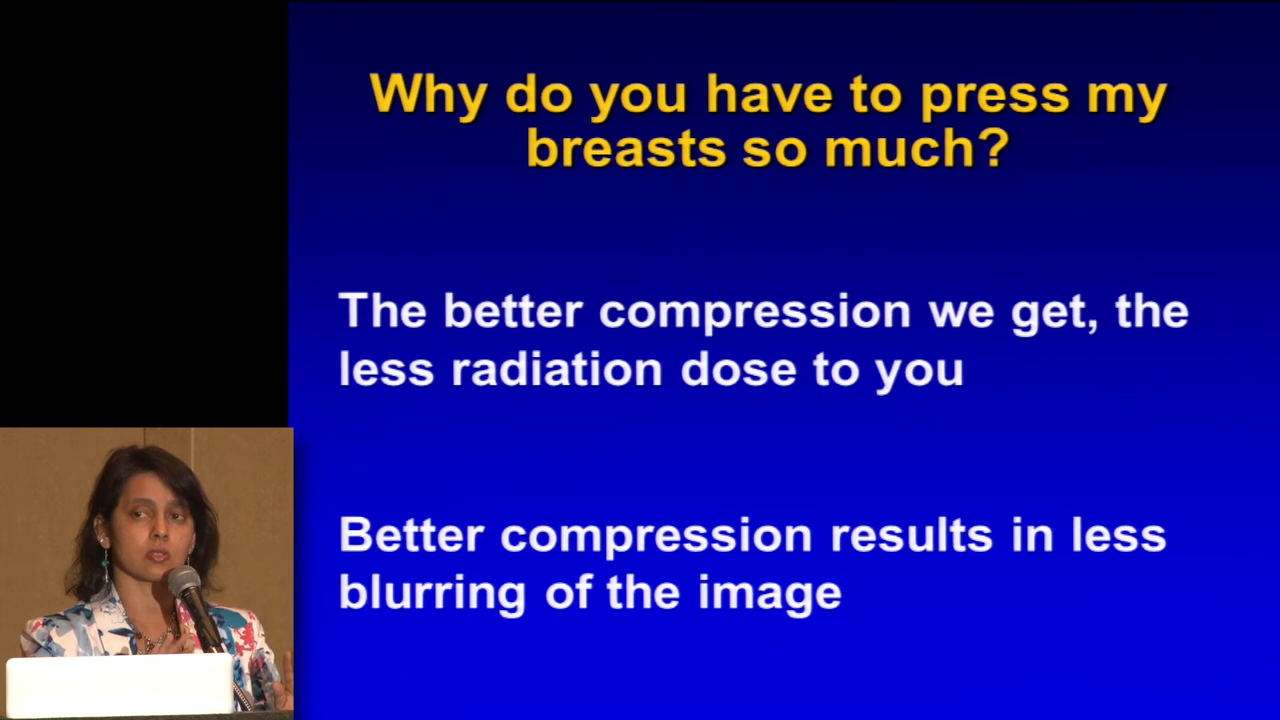 Why do you have to press my
breasts so much?
The better compression we get, the
less radiation dose to you
Better compression results in less
blurring of the image